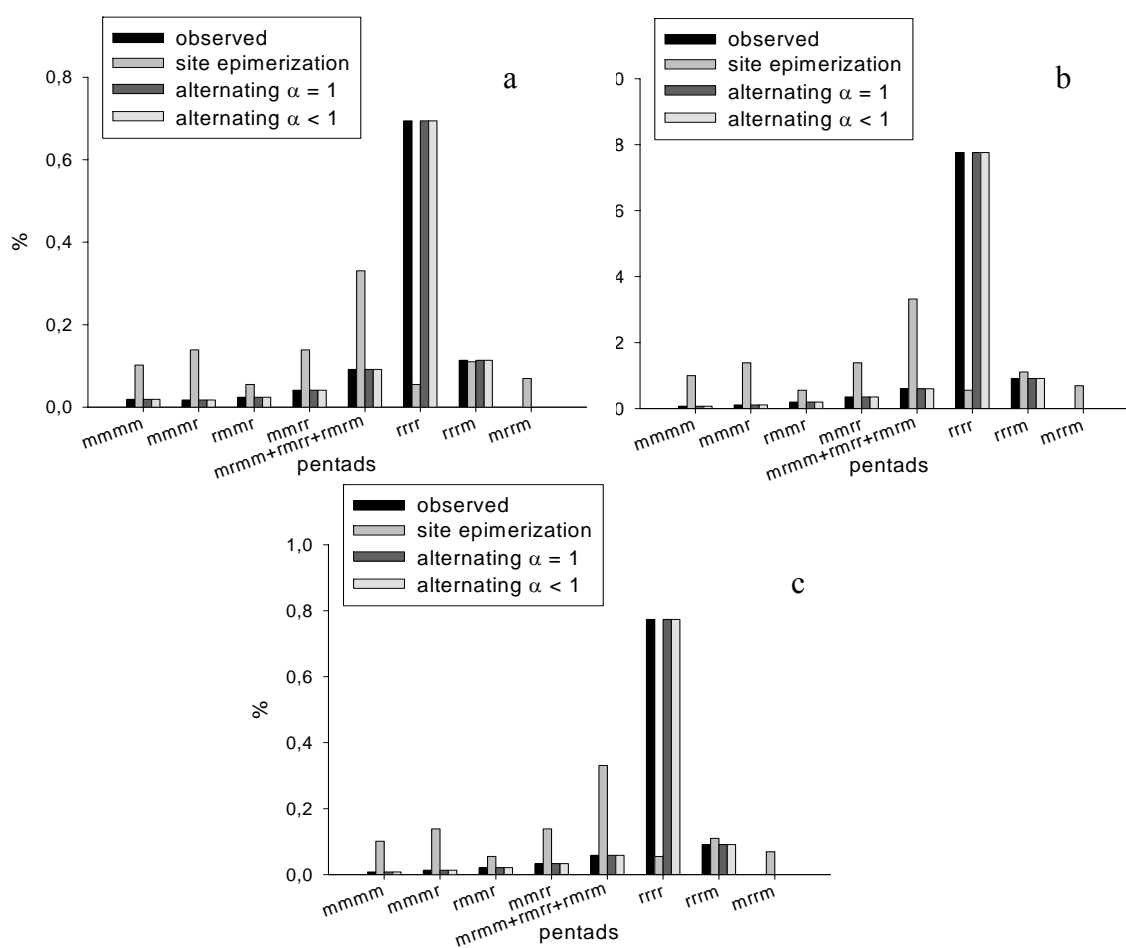 observed
site epimerization
alternating α = 1
alternating α < 1
a
0,8
0,6
0,4
0,2
0,0
%
mmmm
mmmr
rmmr
mmrr
mrmm+rmrr+rmrm
rrrr
rrrm
mrrm
pentads
observed
site epimerization
alternating α = 1
alternating α < 1
b
0
8
6
4
2
0
mmmm
mmmr
rmmr
mmrr
mrmm+rmrr+rmrm
rrrr
rrrm
mrrm
pentads
observed
site epimerization
alternating α = 1
alternating α < 1
c
1,0
0,8
0,6
0,4
0,2
0,0
%
mmmm
mmmr
rmmr
mmrr
mrmm+rmrr+rmrm
rrrr
rrrm
mrrm
pentads